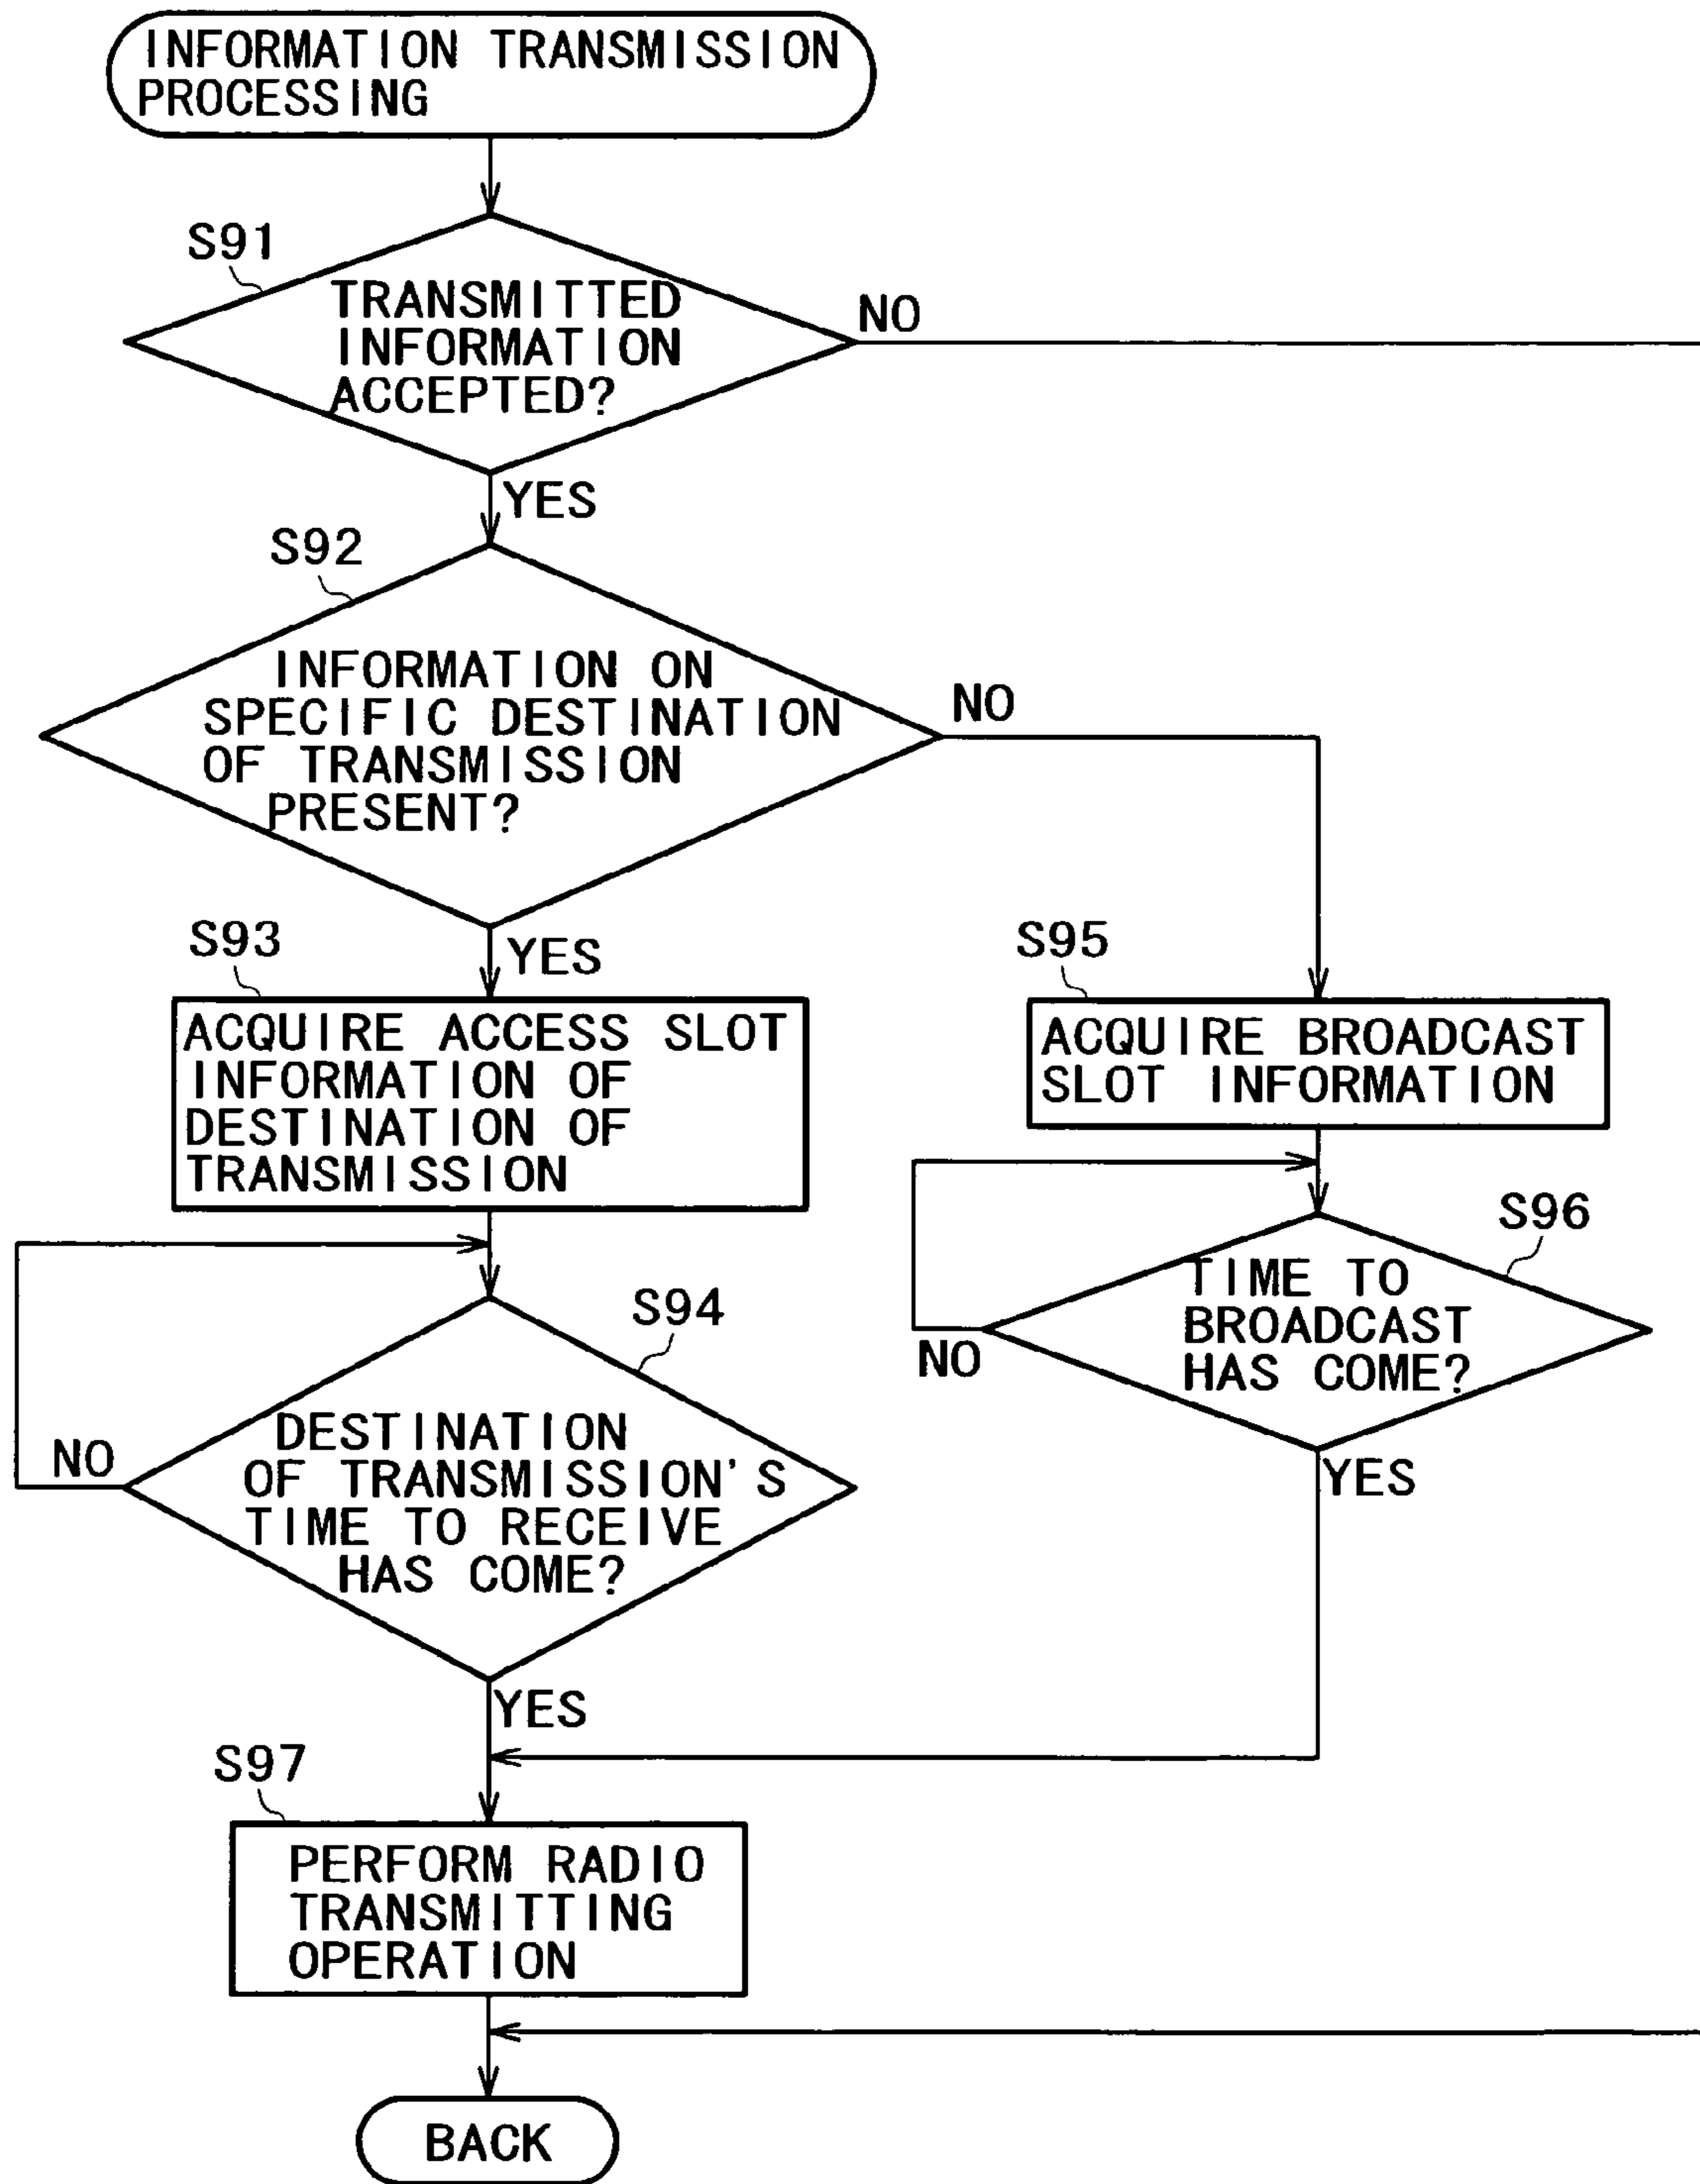 INFORMATION TRANSMISSION
PROCESSING
S91
TRANSMITTED
INFORMATION
ACCEPTED?
NO
YES
S92
INFORMATION ON
SPECIFIC DESTINATION
OF TRANSMISSION
PRESENT?
NO
YES
S93
ACQUIRE ACCESS SLOT
INFORMATION OF
DESTINATION OF
TRANSMISSION
S95
ACQUIRE BROADCAST
SLOT INFORMATION
S96
TIME TO
BROADCAST
HAS COME?
NO
YES
S94
DESTINATION
OF TRANSMISSION'S
TIME TO RECEIVE
HAS COME?
NO
YES
S97
PERFORM RADIO
TRANSMITTING
OPERATION
BACK